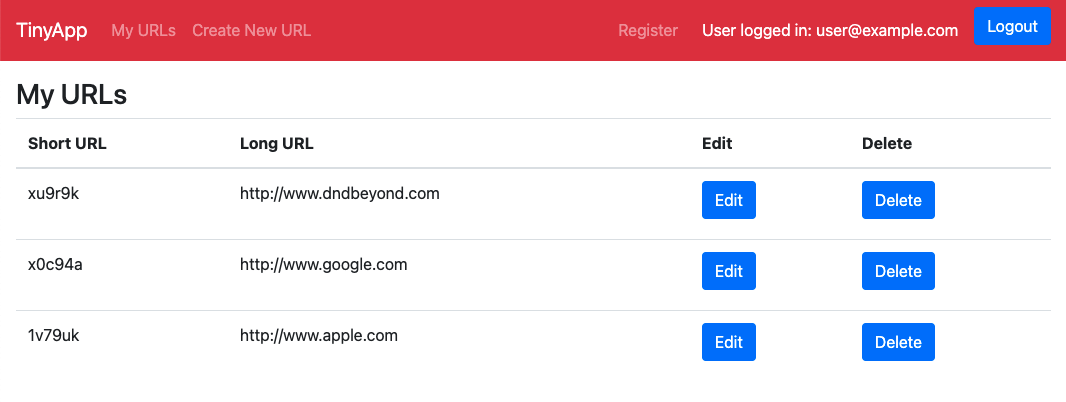 TinyApp My URLs Create New URL Register User logged in: user@example.com Logout
My URLs
Short URL Long URL Edit Delete
xu9r9k http://www.dndbeyond.com Edit Delete
x0c94a http://www.google.com Edit Delete
1v79uk http://www.apple.com Edit Delete